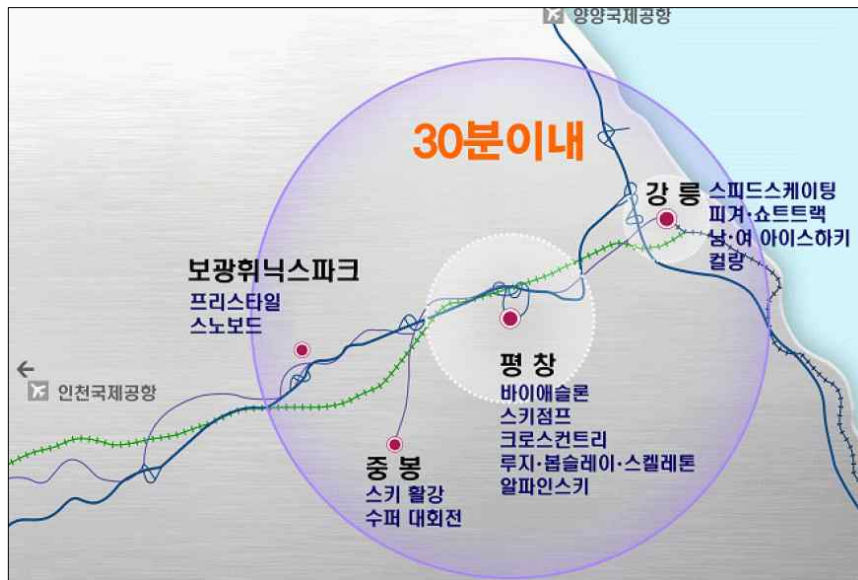 양양국제공항
30분이내
강릉
스피드스케이팅
피겨·쇼트트랙
남·여 아이스하키
컬링
보광휘닉스파크
프리스타일
스노보드
인천국제공항
평창
바이애슬론
스키점프
크로스컨트리
루지·봅슬레이·스켈레톤
알파인스키
중봉
스키 활강
수퍼 대회전